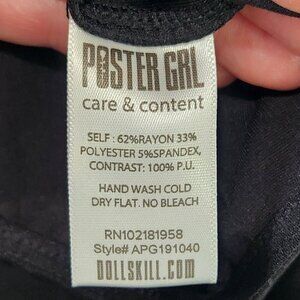 POSTER GRL
care & content
SELF : 62%RAYON 33%
POLYESTER 5%SPANDEX,
CONTRAST: 100% P.U.
HAND WASH COLD
DRY FLAT. NO BLEACH
RN102181958
Style# APG191040
DOLLSKILL.COM